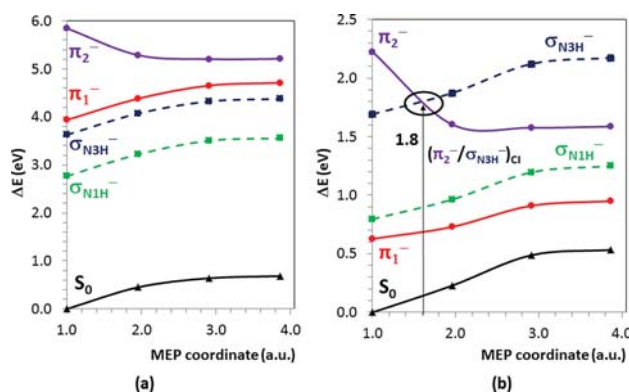 6.0
5.0
4.0
3.0
2.0
1.0
0.0
ΔE (eV)
π₂⁻
π₁⁻
σN3H⁻
σN1H⁻
S₀
1.0 2.0 3.0 4.0
MEP coordinate (a.u.)
(a)
2.5
2.0
1.5
1.0
0.5
0.0
ΔE (eV)
π₂⁻
σN3H⁻
1.8
(π₂⁻/σN3H⁻)CI
σN1H⁻
π₁⁻
S₀
1.0 2.0 3.0 4.0
MEP coordinate (a.u.)
(b)